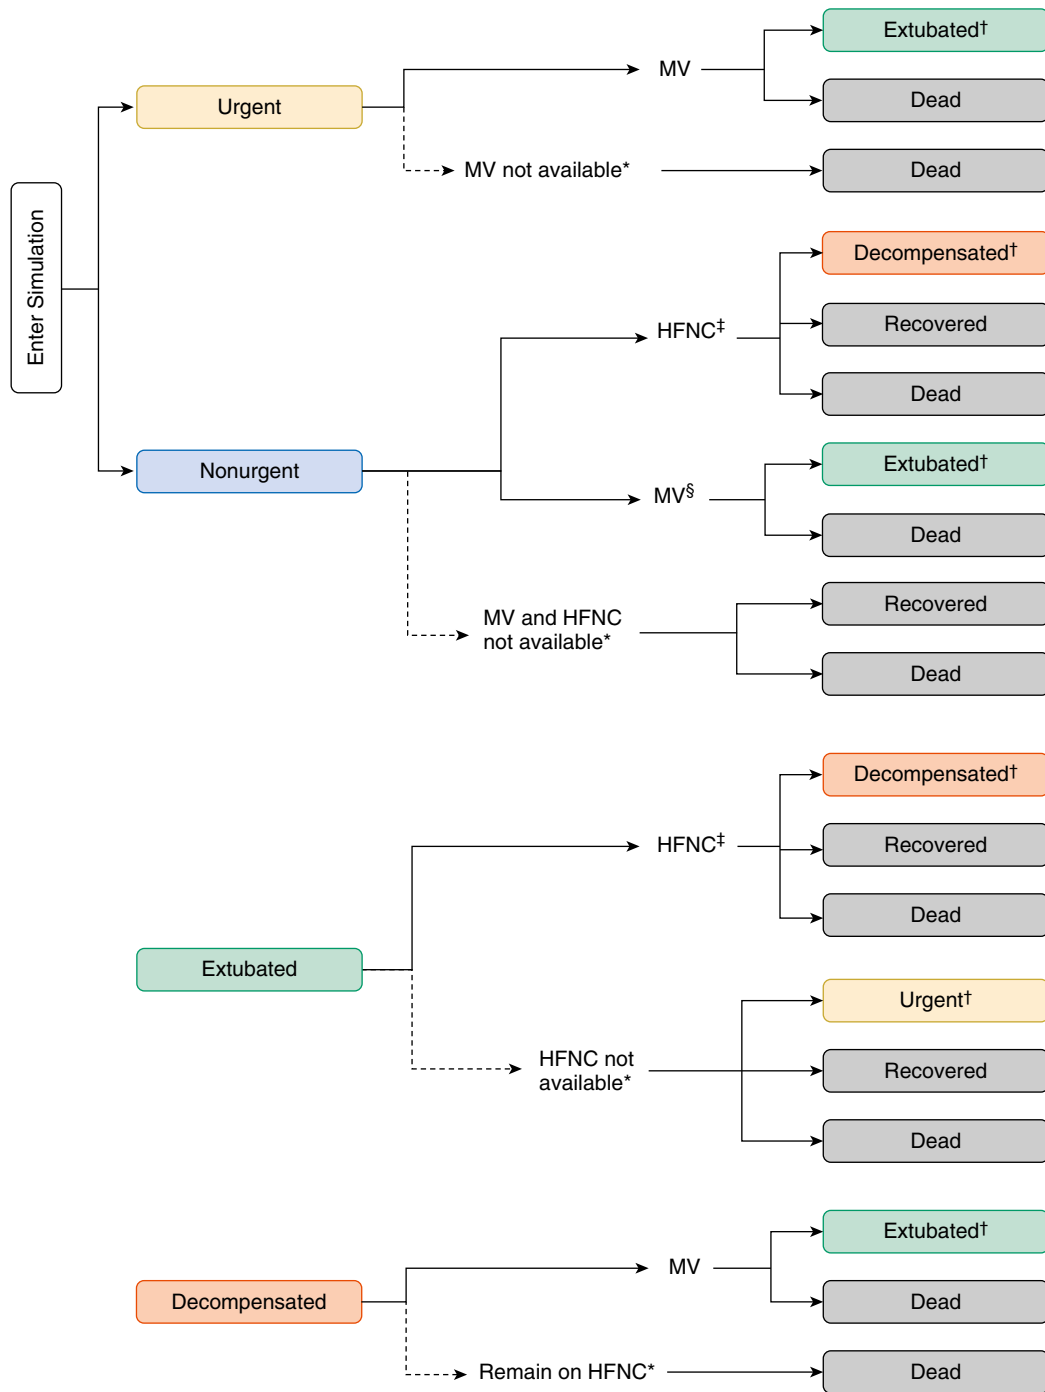 Enter Simulation
Urgent
MV
Extubated†
Dead
MV not available*
Dead
Nonurgent
HFNC‡
Decompensated†
Recovered
Dead
MV§
Extubated†
Dead
MV and HFNC
not available*
Recovered
Dead
Extubated
HFNC‡
Decompensated†
Recovered
Dead
HFNC not
available*
Urgent†
Recovered
Dead
Decompensated
MV
Extubated†
Dead
Remain on HFNC*
Dead